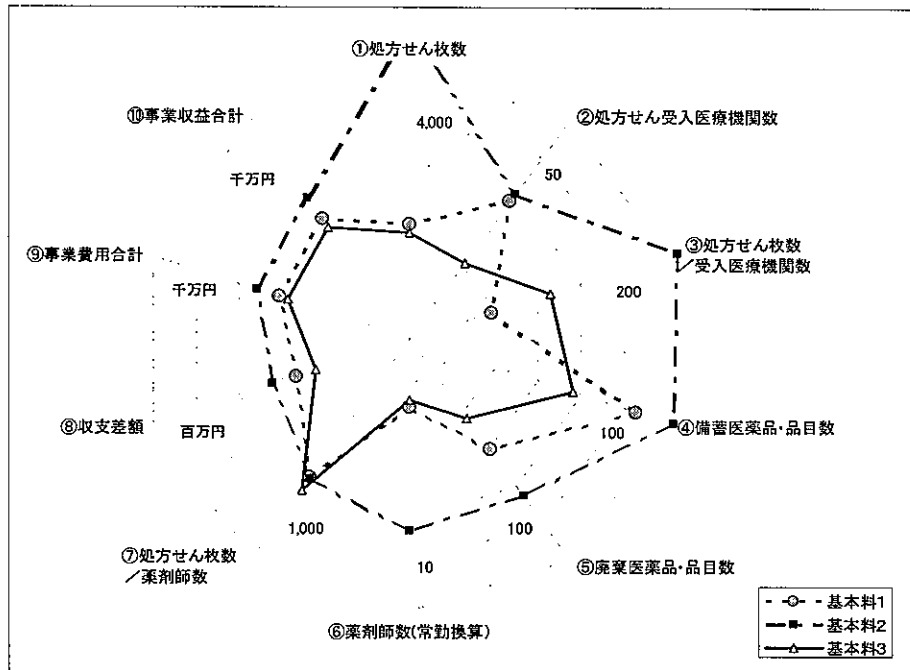 ①処方せん枚数
⑩事業収益合計
4,000
②処方せん受入医療機関数
50
千万円
⑨事業費用合計
③処方せん枚数
／受入医療機関数
千万円
200
⑧収支差額
百万円
100
④備蓄医薬品・品目数
1,000
100
⑦処方せん枚数
／薬剤師数
10
⑤廃棄医薬品・品目数
⑥薬剤師数(常勤換算)
基本料1
基本料2
基本料3